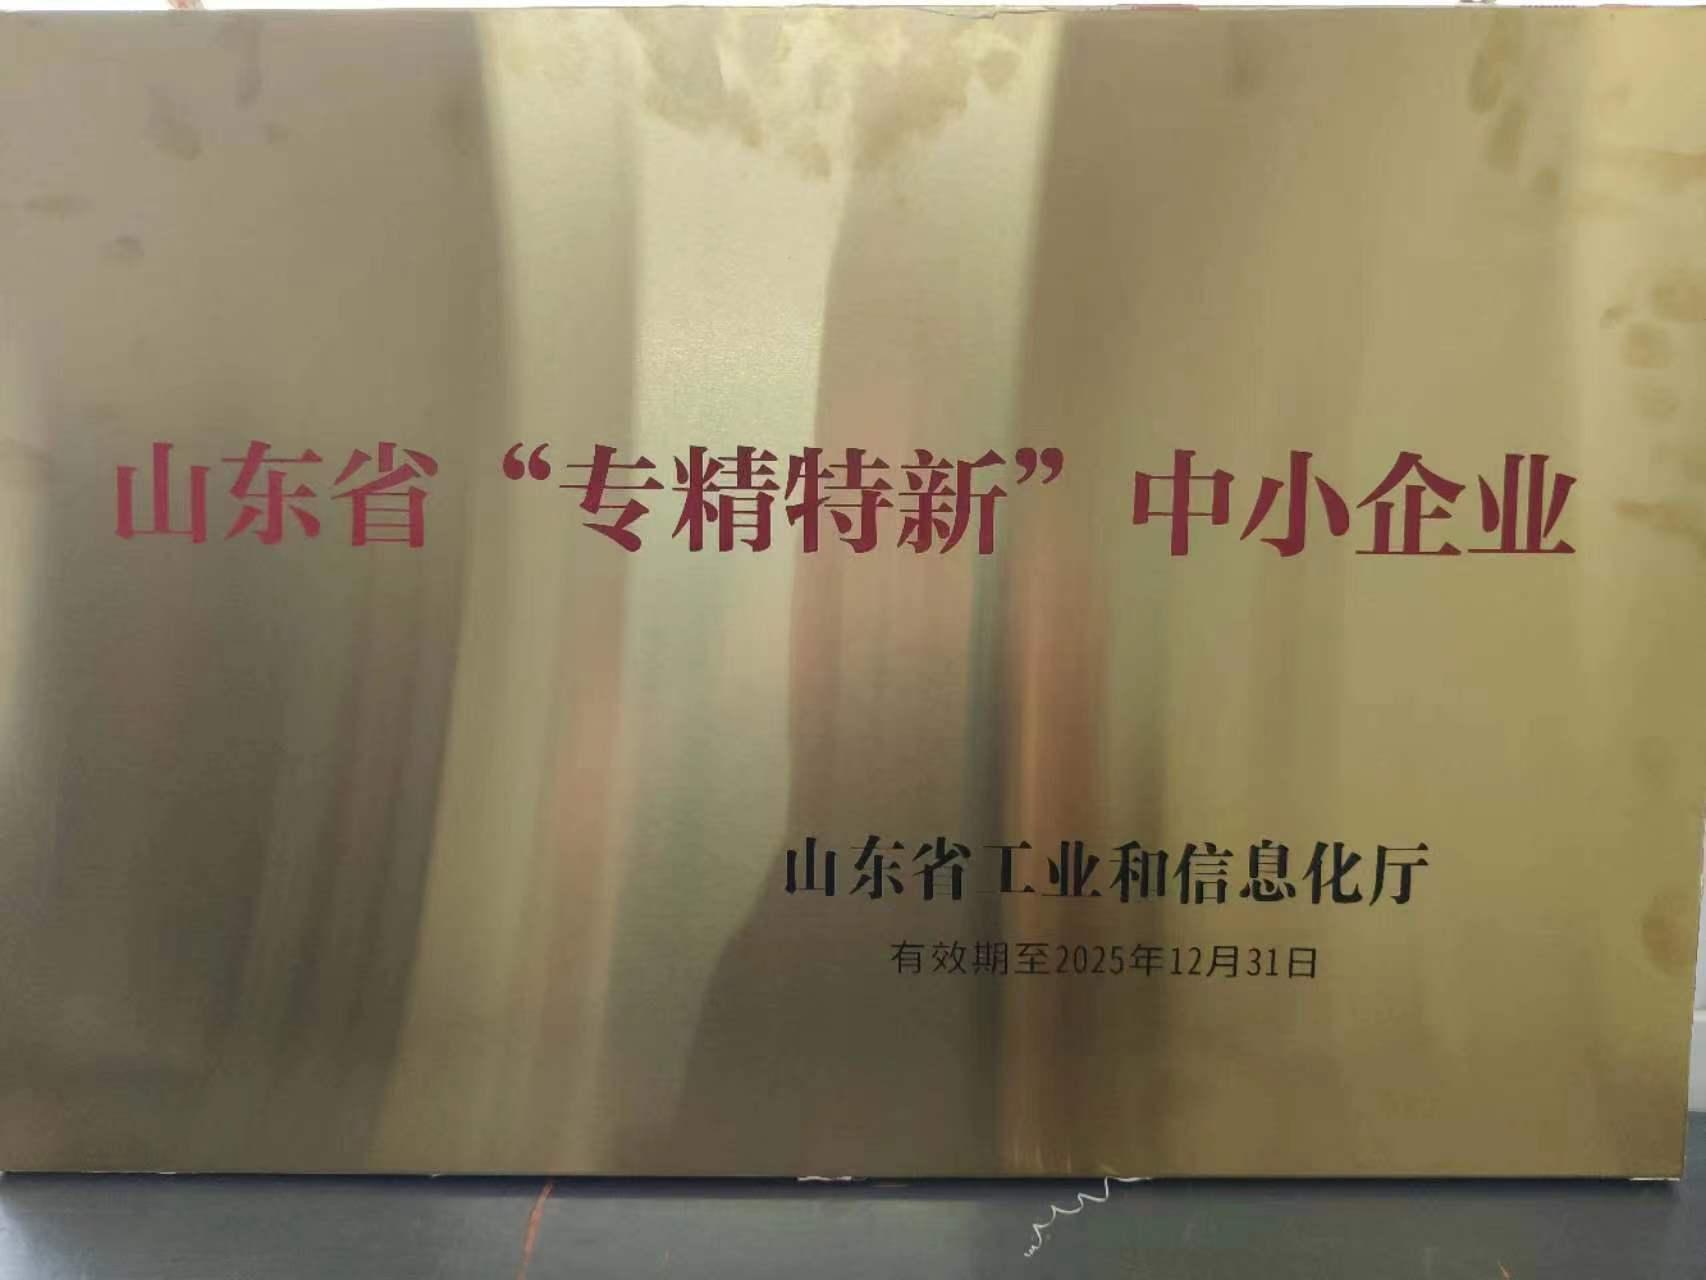 山东省“专精特新”中小企业
山东省工业和信息化厅
有效期至2025年12月31日